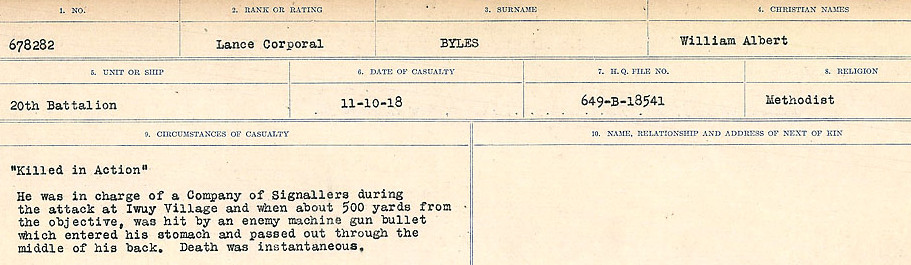 1. NO.
2. RANK OR RATING
3. SURNAME
4. CHRISTIAN NAMES
678282
Lance Corporal
BYLES
William Albert
5. UNIT OR SHIP
6. DATE OF CASUALTY
7. H.Q. FILE NO.
8. RELIGION
20th Battalion
11-10-18
649-B-18541
Methodist
9. CIRCUMSTANCES OF CASUALTY
10. NAME, RELATIONSHIP AND ADDRESS OF NEXT OF KIN
"Killed in Action"
He was in charge of a Company of Signallers during
the attack at Iwuy Village and when about 500 yards from
the objective, was hit by an enemy machine gun bullet
which entered his stomach and passed out through the
middle of his back. Death was instantaneous.